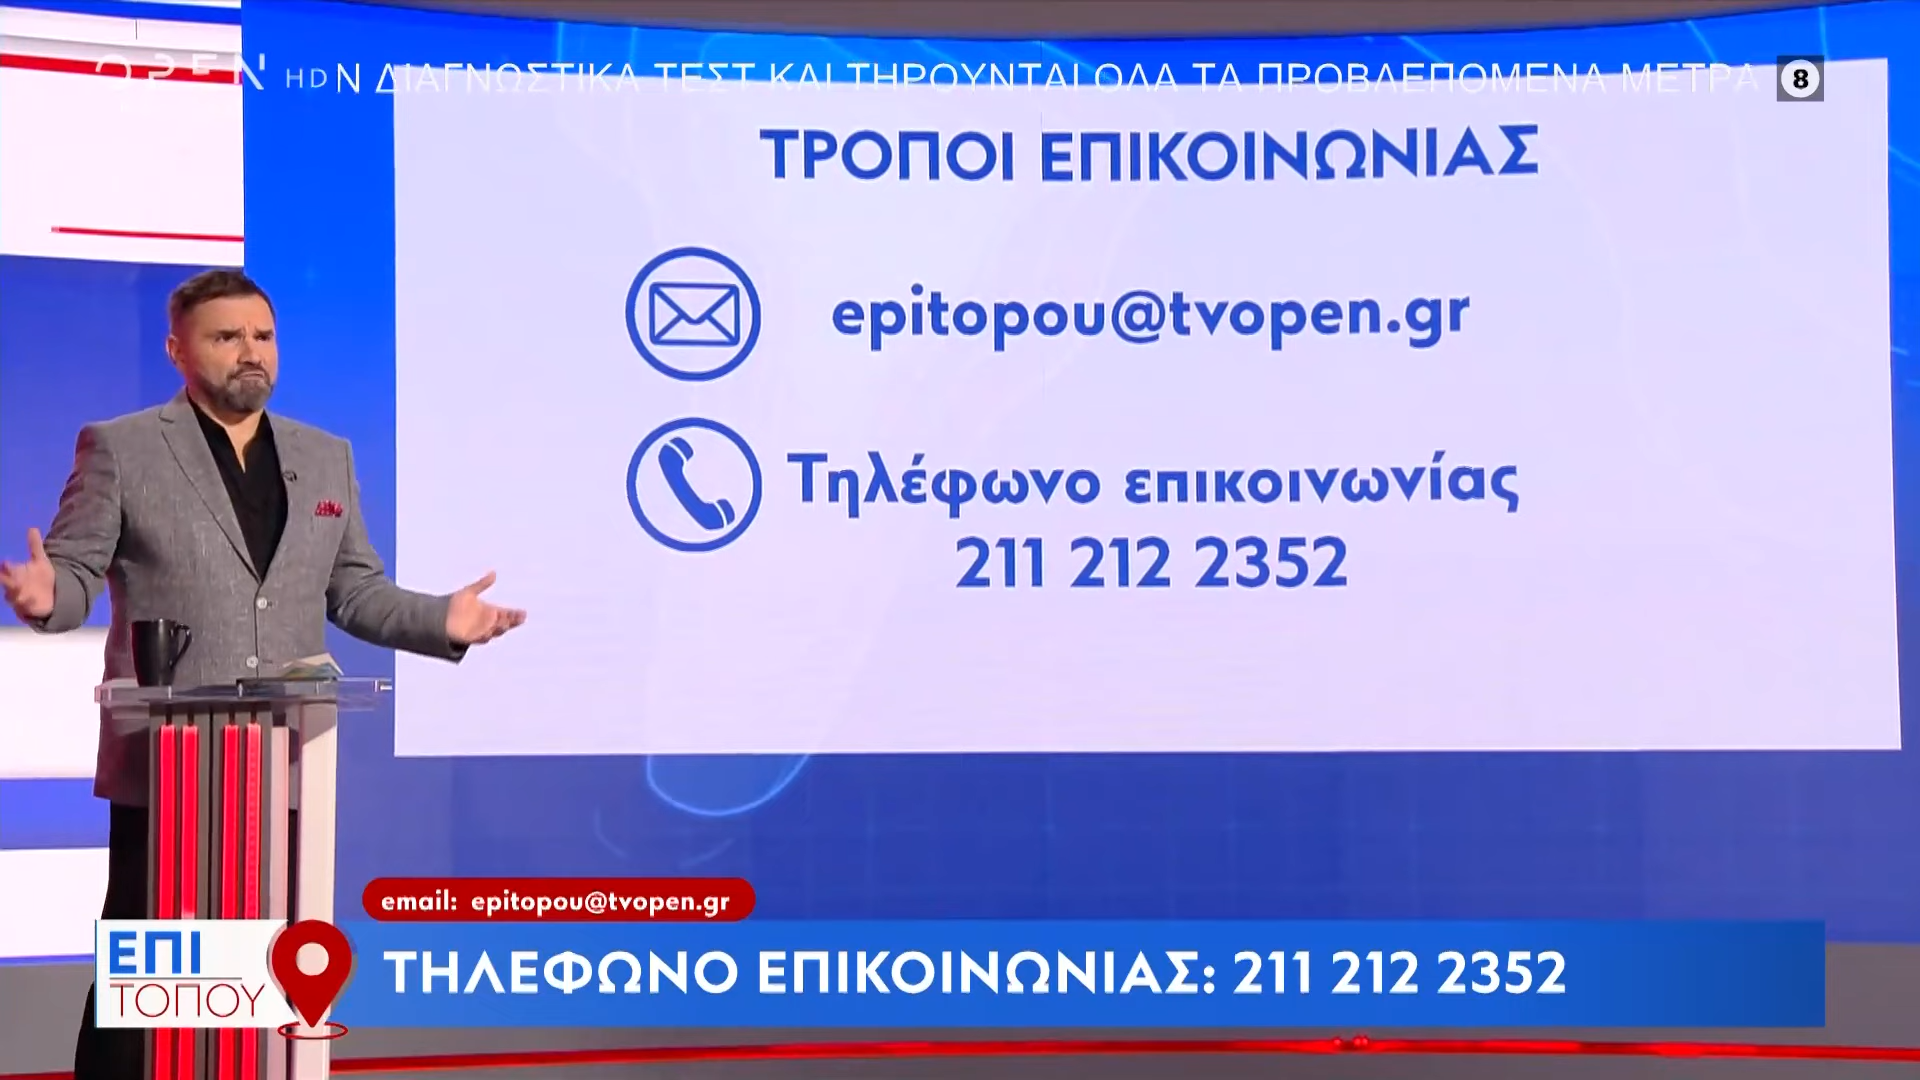 OPEN HD Ν ΔΙΑΓΝΩΣΤΙΚΑ ΤΕΣΤ ΚΑΙ ΤΗΡΟΥΝΤΑΙ ΟΛΑ ΤΑ ΠΡΟΒΛΕΠΟΜΕΝΑ ΜΕΤΡΑ 8
ΤΡΟΠΟΙ ΕΠΙΚΟΙΝΩΝΙΑΣ
epitopou@tvopen.gr
Τηλέφωνο επικοινωνίας
211 212 2352
email: epitopou@tvopen.gr
ΕΠΙ
ΤΟΠΟΥ
ΤΗΛΕΦΩΝΟ ΕΠΙΚΟΙΝΩΝΙΑΣ: 211 212 2352